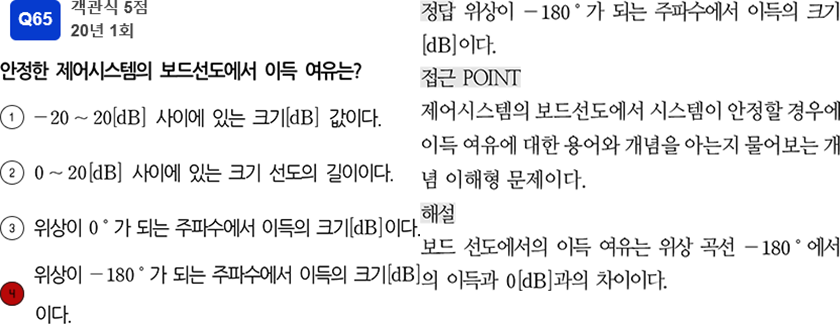 Q65
객관식 5점
20년 1회
안정한 제어시스템의 보드선도에서 이득 여유는?
① -20 ~ 20[dB] 사이에 있는 크기[dB] 값이다.
② 0 ~ 20[dB] 사이에 있는 크기 선도의 길이이다.
③ 위상이 0°가 되는 주파수에서 이득의 크기[dB]이다.
④ 위상이 -180°가 되는 주파수에서 이득의 크기[dB]
이다.
정답 위상이 -180°가 되는 주파수에서 이득의 크기
[dB]이다.
접근 POINT
제어시스템의 보드선도에서 시스템이 안정할 경우에
이득 여유에 대한 용어와 개념을 아는지 물어보는 개
념 이해형 문제이다.
해설
보드 선도에서의 이득 여유는 위상 곡선 -180°에서
의 이득과 0[dB]과의 차이이다.